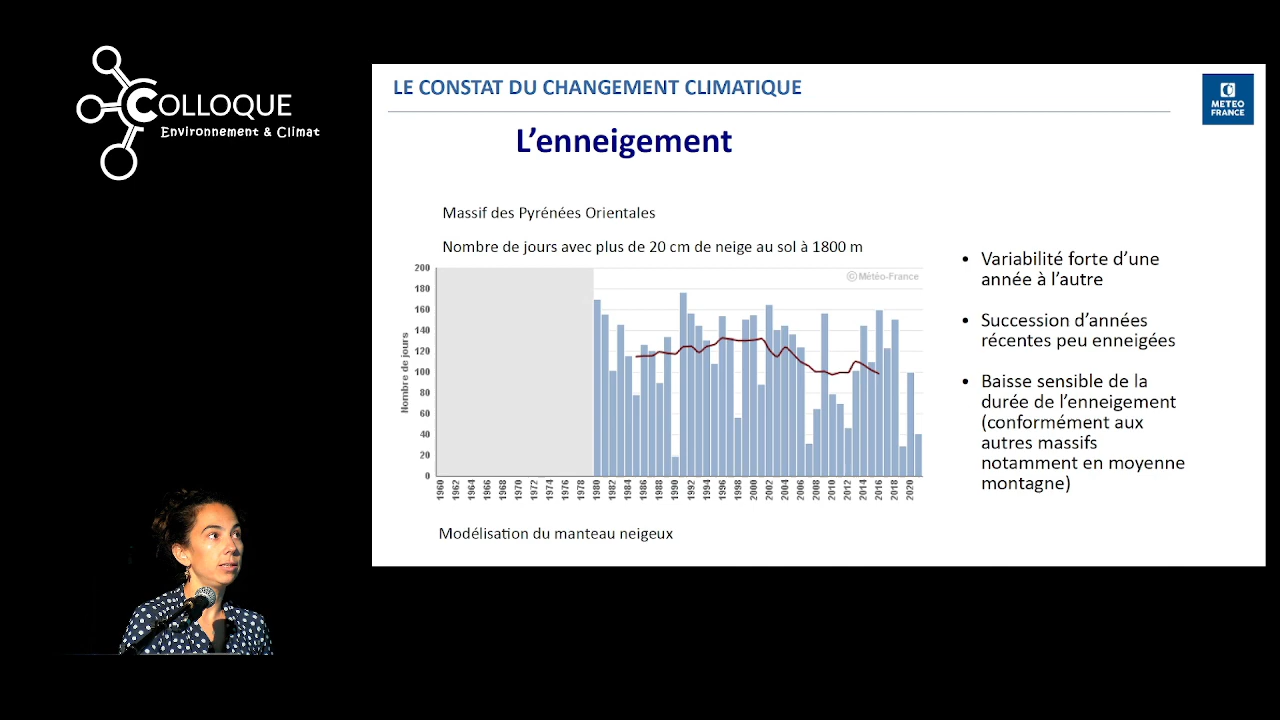 COLLOQUE
Environnement & Climat
LE CONSTAT DU CHANGEMENT CLIMATIQUE
METEO
FRANCE
L'enneigement
Massif des Pyrénées Orientales
Nombre de jours avec plus de 20 cm de neige au sol à 1800 m
© Météo-France
Nombre de jours
200
180
160
140
120
100
80
60
40
20
0
1960 1962 1964 1966 1968 1970 1972 1974 1976 1978 1980 1982 1984 1986 1988 1990 1992 1994 1996 1998 2000 2002 2004 2006 2008 2010 2012 2014 2016 2018 2020
Modélisation du manteau neigeux
• Variabilité forte d'une
année à l'autre
• Succession d'années
récentes peu enneigées
• Baisse sensible de la
durée de l'enneigement
(conformément aux
autres massifs
notamment en moyenne
montagne)